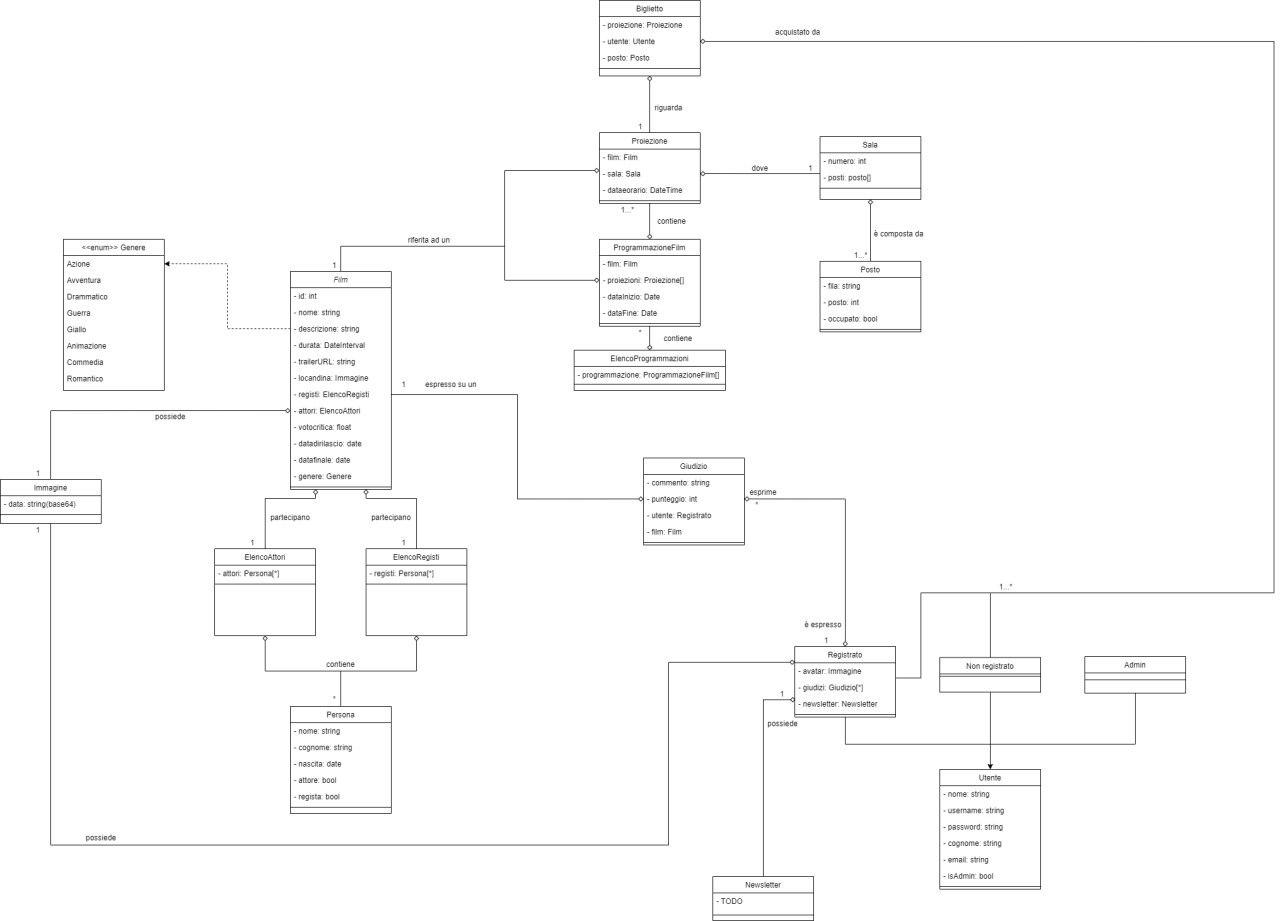 Biglietto
- proiezione: Proiezione
- utente: Utente
- posto: Posto
acquistato da
riguarda
1
Proiezione
- film: Film
- sala: Sala
- dataeorario: DateTime
dove
1
Sala
- numero: int
- posti: posto[]
è composta da
1...*
Posto
- fila: string
- posto: int
- occupato: bool
1...*
contiene
ProgrammazioneFilm
- film: Film
- proiezioni: Proiezione[]
- dataInizio: Date
- dataFine: Date
*
contiene
ElencoProgrammazioni
- programmazione: ProgrammazioneFilm[]
riferita ad un
1
<<enum>> Genere
Azione
Avventura
Drammatico
Guerra
Giallo
Animazione
Commedia
Romantico
Film
- id: int
- nome: string
- descrizione: string
- durata: DateInterval
- trailerURL: string
- locandina: Immagine
- registi: ElencoRegisti
- attori: ElencoAttori
- votocritica: float
- datadirilascio: date
- datafinale: date
- genere: Genere
1
espresso su un
possiede
1
Immagine
- data: string(base64)
1
partecipano
partecipano
1
1
ElencoAttori
- attori: Persona[*]
ElencoRegisti
- registi: Persona[*]
contiene
*
Persona
- nome: string
- cognome: string
- nascita: date
- attore: bool
- regista: bool
possiede
Giudizio
- commento: string
- punteggio: int
- utente: Registrato
- film: Film
esprime
*
è espresso
1
1...*
Registrato
- avatar: Immagine
- giudizi: Giudizio[*]
- newsletter: Newsletter
1
possiede
Non registrato
Admin
Utente
- nome: string
- username: string
- password: string
- cognome: string
- email: string
- isAdmin: bool
Newsletter
- TODO